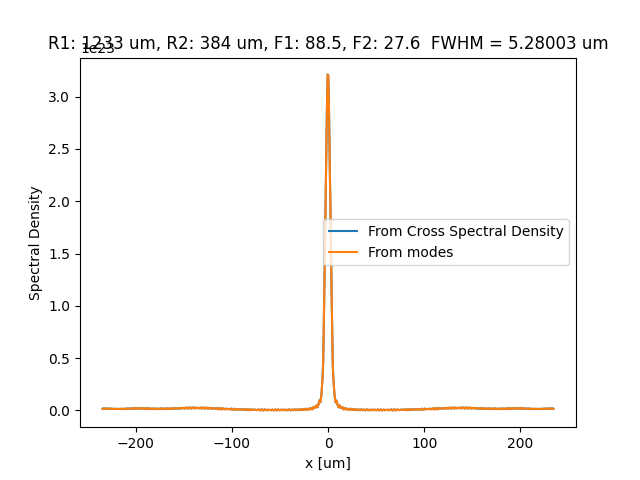 R1: 1233 um, R2: 384 um, F1: 88.5, F2: 27.6  FWHM = 5.28003 um
1e23
3.0
2.5
2.0
1.5
1.0
0.5
0.0
Spectral Density
From Cross Spectral Density
From modes
−200
−100
0
100
200
x [um]